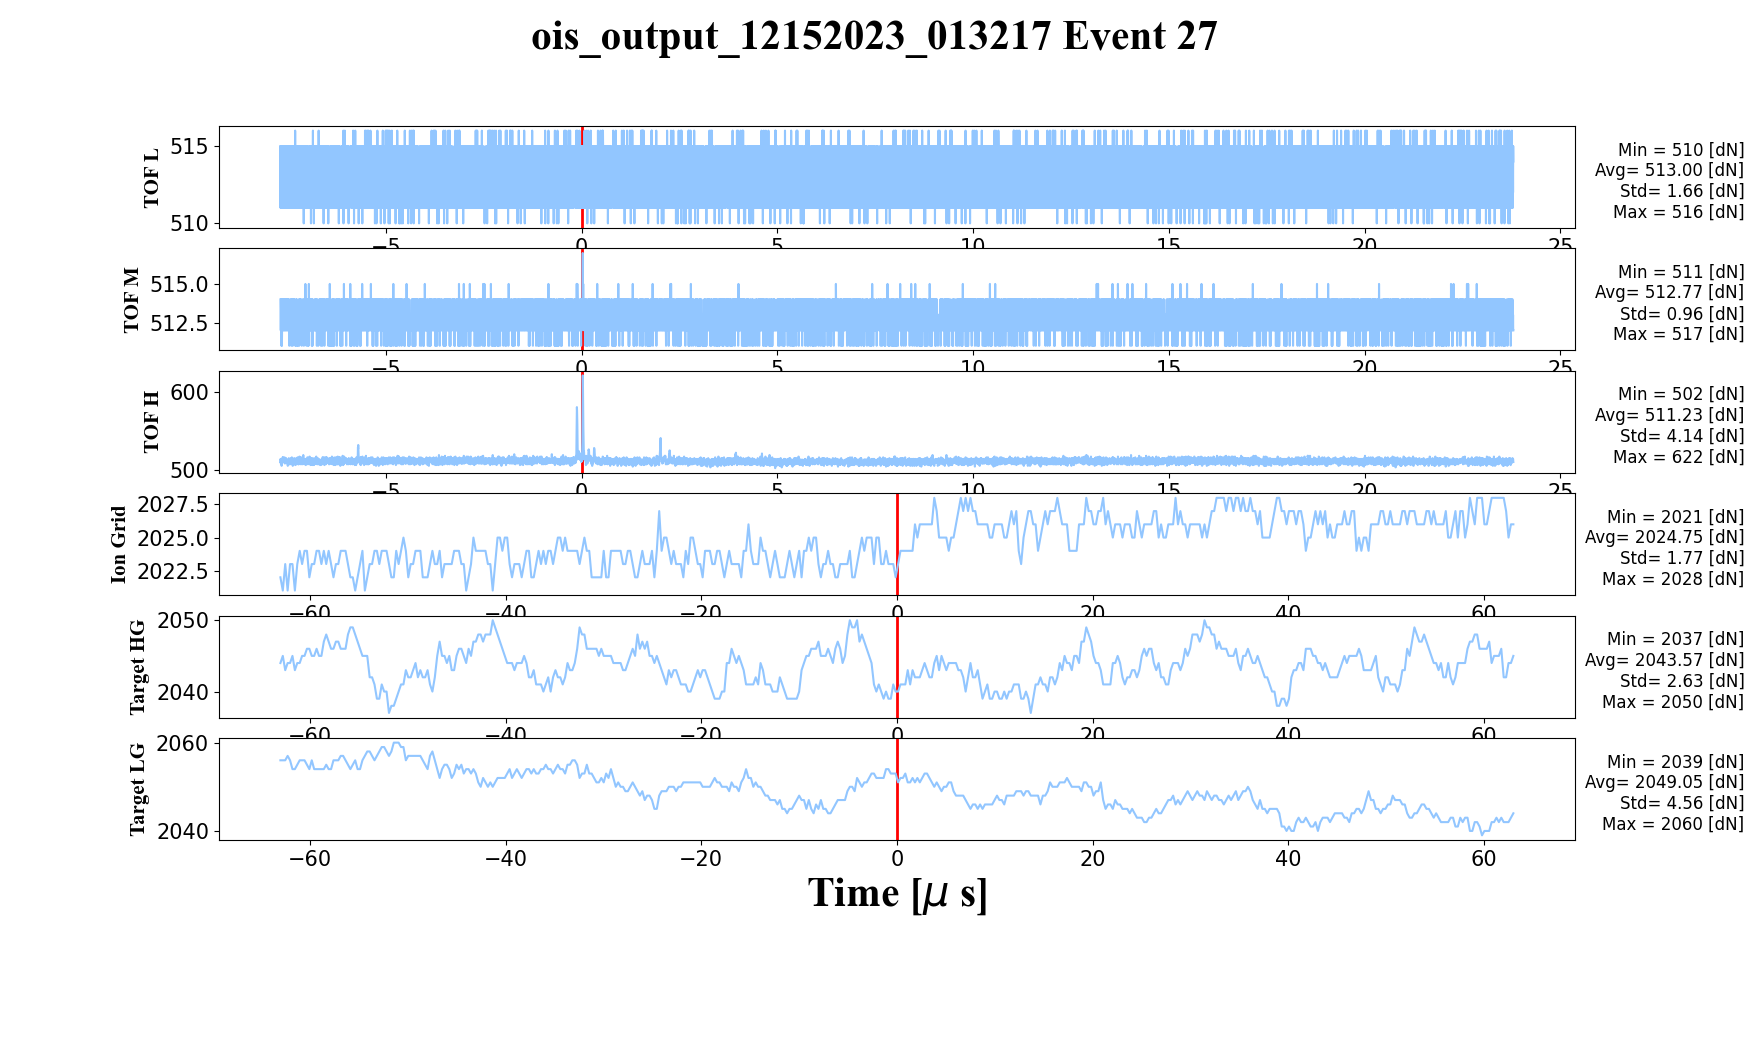 ois_output_12152023_013217 Event 27
TOF L
515
510
−5 0 5 10 15 20 25
Min = 510 [dN]
Avg= 513.00 [dN]
Std= 1.66 [dN]
Max = 516 [dN]
TOF M
515.0
512.5
−5 0 5 10 15 20 25
Min = 511 [dN]
Avg= 512.77 [dN]
Std= 0.96 [dN]
Max = 517 [dN]
TOF H
600
500
−5 0 5 10 15 20 25
Min = 502 [dN]
Avg= 511.23 [dN]
Std= 4.14 [dN]
Max = 622 [dN]
Ion Grid
2027.5
2025.0
2022.5
−60 −40 −20 0 20 40 60
Min = 2021 [dN]
Avg= 2024.75 [dN]
Std= 1.77 [dN]
Max = 2028 [dN]
Target HG
2050
2040
−60 −40 −20 0 20 40 60
Min = 2037 [dN]
Avg= 2043.57 [dN]
Std= 2.63 [dN]
Max = 2050 [dN]
Target LG
2060
2040
−60 −40 −20 0 20 40 60
Min = 2039 [dN]
Avg= 2049.05 [dN]
Std= 4.56 [dN]
Max = 2060 [dN]
Time [μ s]